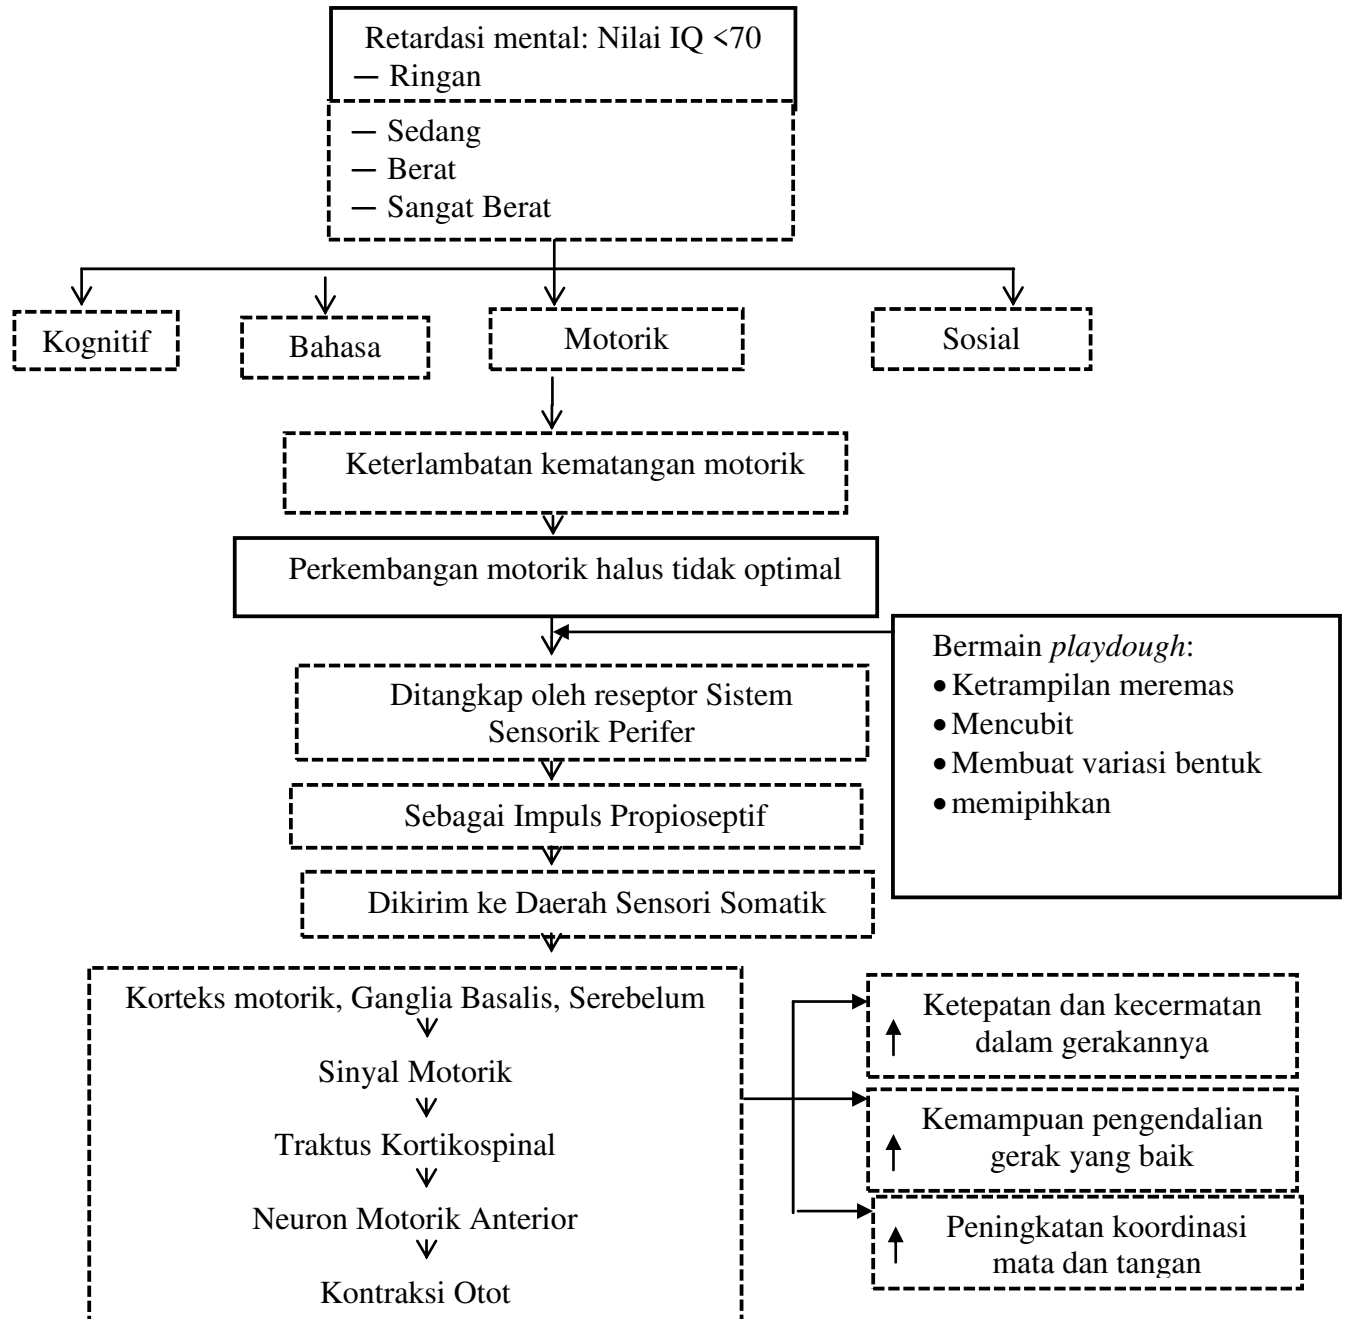 Retardasi mental: Nilai IQ <70
— Ringan
— Sedang
— Berat
— Sangat Berat
Kognitif
Bahasa
Motorik
Sosial
Keterlambatan kematangan motorik
Perkembangan motorik halus tidak optimal
Bermain playdough:
• Ketrampilan meremas
• Mencubit
• Membuat variasi bentuk
• memipihkan
Ditangkap oleh reseptor Sistem
Sensorik Perifer
Sebagai Impuls Propioseptif
Dikirim ke Daerah Sensori Somatik
Korteks motorik, Ganglia Basalis, Serebelum
Sinyal Motorik
Traktus Kortikospinal
Neuron Motorik Anterior
Kontraksi Otot
Ketepatan dan kecermatan
dalam gerakannya
Kemampuan pengendalian
gerak yang baik
Peningkatan koordinasi
mata dan tangan